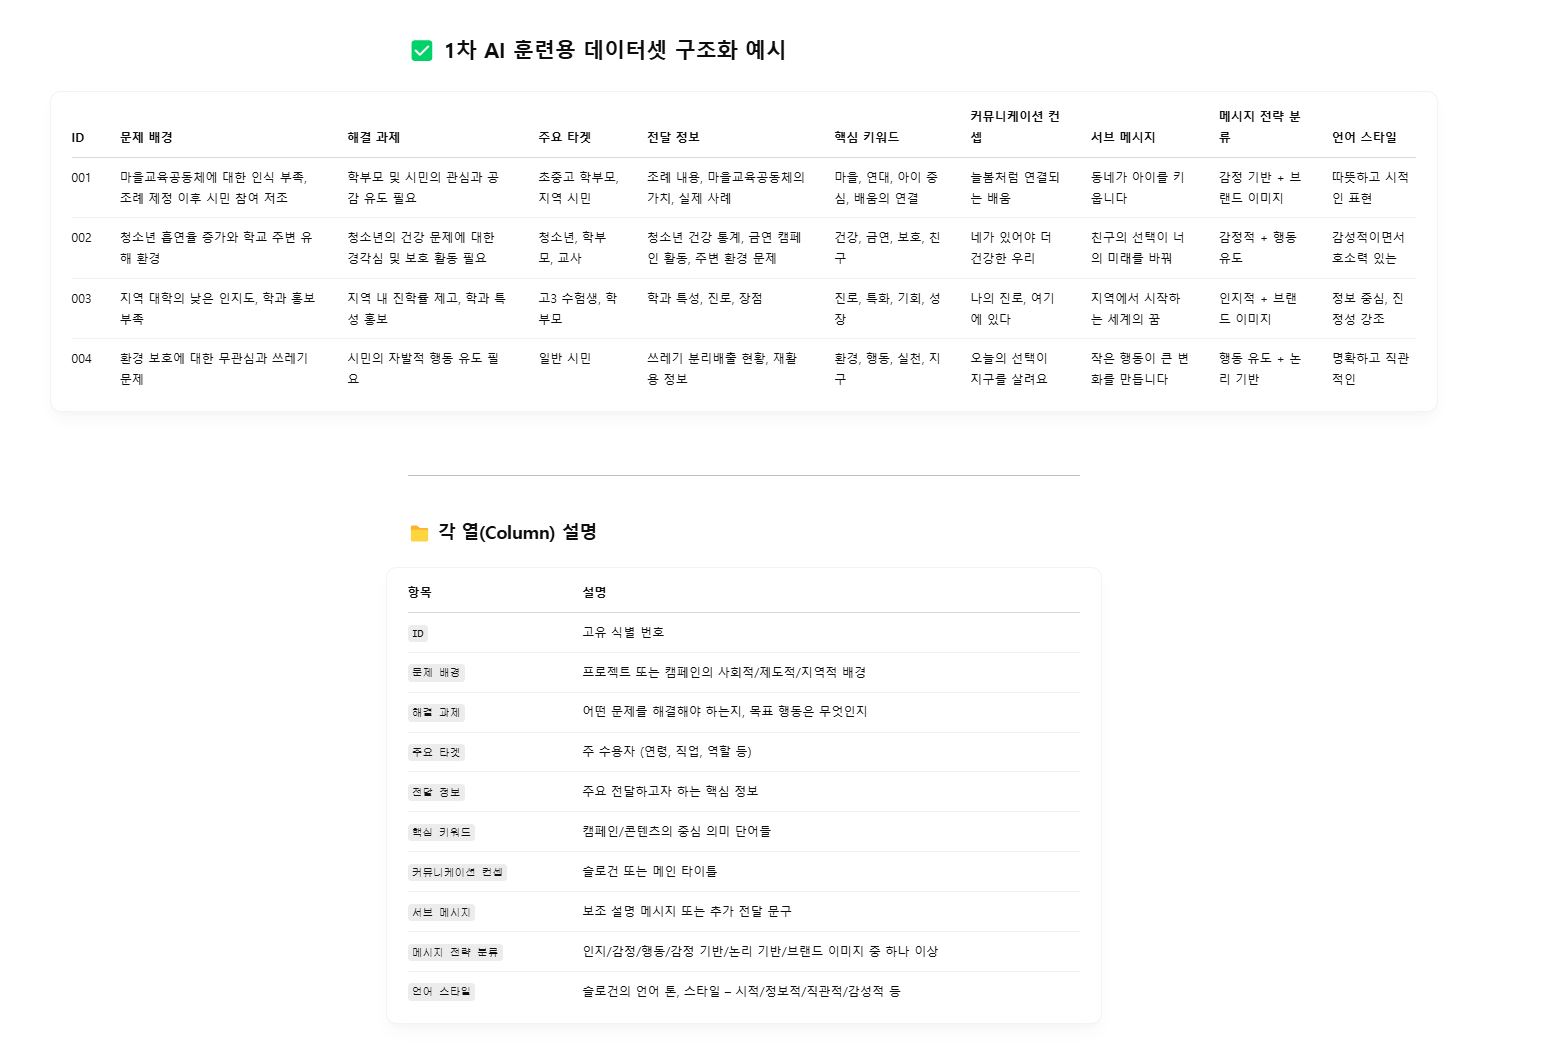 ✅ 1차 AI 훈련용 데이터셋 구조화 예시
ID 문제 배경 해결 과제 주요 타겟 전달 정보 핵심 키워드 커뮤니케이션 컨셉 서브 메시지 메시지 전략 분류 언어 스타일
001 마을교육공동체에 대한 인식 부족, 조례 제정 이후 시민 참여 저조 학부모 및 시민의 관심과 공감 유도 필요 초중고 학부모, 지역 시민 조례 내용, 마을교육공동체의 가치, 실제 사례 마을, 연대, 아이 중심, 배움의 연결 늘봄처럼 연결되는 배움 동네가 아이를 키웁니다 감정 기반 + 브랜드 이미지 따뜻하고 시적인 표현
002 청소년 흡연율 증가와 학교 주변 유해 환경 청소년의 건강 문제에 대한 경각심 및 보호 활동 필요 청소년, 학부모, 교사 청소년 건강 통계, 금연 캠페인 활동, 주변 환경 문제 건강, 금연, 보호, 친구 네가 있어야 더 건강한 우리 친구의 선택이 너의 미래를 바꿔 감정적 + 행동 유도 감성적이면서 호소력 있는
003 지역 대학의 낮은 인지도, 학과 홍보 부족 지역 내 진학률 제고, 학과 특성 홍보 고3 수험생, 학부모 학과 특성, 진로, 장점 진로, 특화, 기회, 성장 나의 진로, 여기에 있다 지역에서 시작하는 세계의 꿈 인지적 + 브랜드 이미지 정보 중심, 진정성 강조
004 환경 보호에 대한 무관심과 쓰레기 문제 시민의 자발적 행동 유도 필요 일반 시민 쓰레기 분리배출 현황, 재활용 정보 환경, 행동, 실천, 지구 오늘의 선택이 지구를 살려요 작은 행동이 큰 변화를 만듭니다 행동 유도 + 논리 기반 명확하고 직관적인
📁 각 열(Column) 설명
항목 설명
ID 고유 식별 번호
문제 배경 프로젝트 또는 캠페인의 사회적/제도적/지역적 배경
해결 과제 어떤 문제를 해결해야 하는지, 목표 행동은 무엇인지
주요 타겟 주 수용자 (연령, 직업, 역할 등)
전달 정보 주요 전달하고자 하는 핵심 정보
핵심 키워드 캠페인/콘텐츠의 중심 의미 단어들
커뮤니케이션 컨셉 슬로건 또는 메인 타이틀
서브 메시지 보조 설명 메시지 또는 추가 전달 문구
메시지 전략 분류 인지/감정/행동/감정 기반/논리 기반/브랜드 이미지 중 하나 이상
언어 스타일 슬로건의 언어 톤, 스타일 – 시적/정보적/직관적/감성적 등